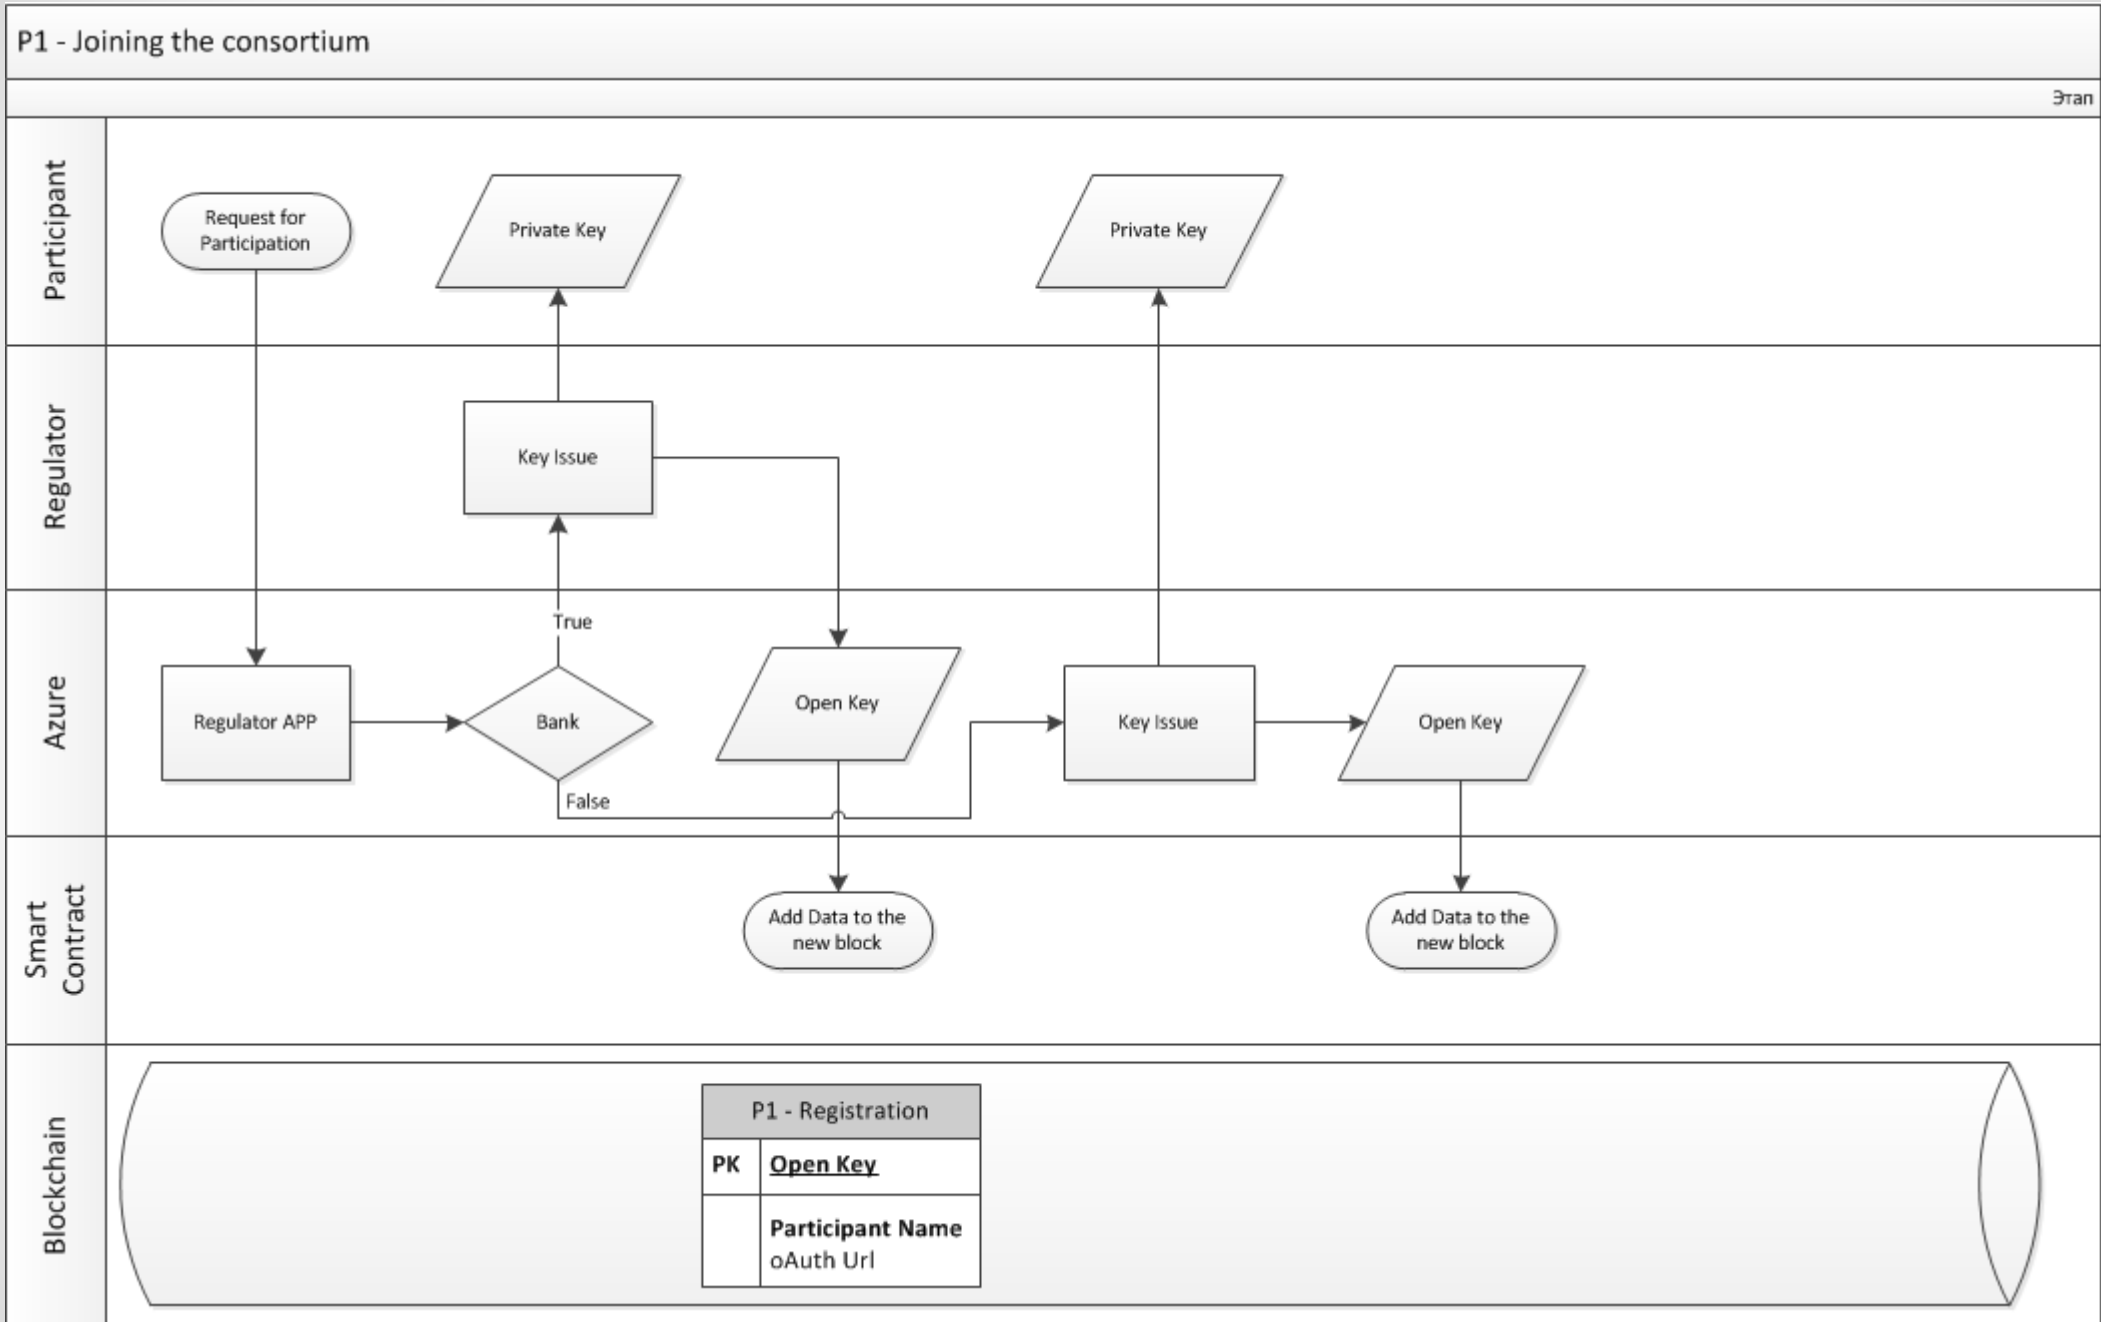 P1 - Joining the consortium
Этап
Participant
Request for
Participation
Private Key
Private Key
Regulator
Key Issue
Azure
True
Regulator APP
Bank
False
Open Key
Key Issue
Open Key
Smart
Contract
Add Data to the
new block
Add Data to the
new block
Blockchain
P1 - Registration
PK Open Key
Participant Name
oAuth Url